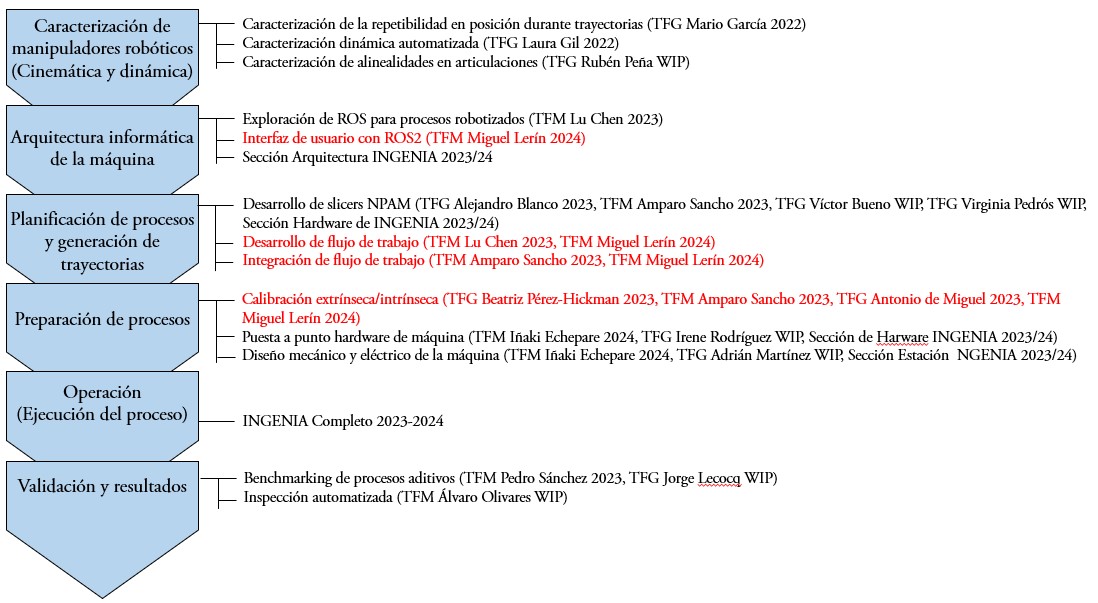 Caracterización de
manipuladores robóticos
(Cinemática y dinámica)
Caracterización de la repetibilidad en posición durante trayectorias (TFG Mario García 2022)
Caracterización dinámica automatizada (TFG Laura Gil 2022)
Caracterización de alinealidades en articulaciones (TFG Rubén Peña WIP)
Arquitectura informática
de la máquina
Exploración de ROS para procesos robotizados (TFM Lu Chen 2023)
Interfaz de usuario con ROS2 (TFM Miguel Lerín 2024)
Sección Arquitectura INGENIA 2023/24
Planificación de procesos
y generación de
trayectorias
Desarrollo de slicers NPAM (TFG Alejandro Blanco 2023, TFM Amparo Sancho 2023, TFG Víctor Bueno WIP, TFG Virginia Pedrós WIP,
Sección Hardware de INGENIA 2023/24)
Desarrollo de flujo de trabajo (TFM Lu Chen 2023, TFM Miguel Lerín 2024)
Integración de flujo de trabajo (TFM Amparo Sancho 2023, TFM Miguel Lerín 2024)
Preparación de procesos
Calibración extrínseca/intrínseca (TFG Beatriz Pérez-Hickman 2023, TFM Amparo Sancho 2023, TFG Antonio de Miguel 2023, TFM
Miguel Lerín 2024)
Puesta a punto hardware de máquina (TFM Iñaki Echepare 2024, TFG Irene Rodríguez WIP, Sección de Harware INGENIA 2023/24)
Diseño mecánico y eléctrico de la máquina (TFM Iñaki Echepare 2024, TFG Adrián Martínez WIP, Sección Estación  NGENIA 2023/24)
Operación
(Ejecución del proceso)
INGENIA Completo 2023-2024
Validación y resultados
Benchmarking de procesos aditivos (TFM Pedro Sánchez 2023, TFG Jorge Lecocq WIP)
Inspección automatizada (TFM Álvaro Olivares WIP)